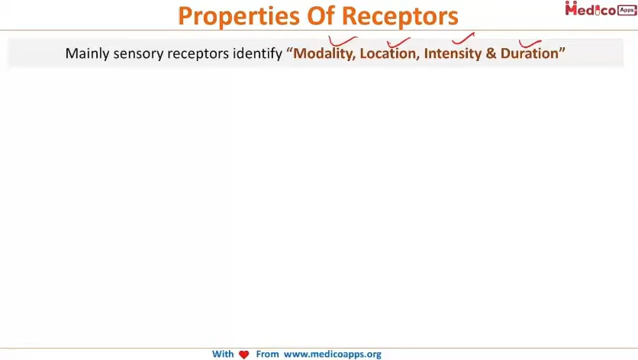 Properties Of Receptors
Medico Apps
Mainly sensory receptors identify “Modality, Location, Intensity & Duration”
With From www.medicoapps.org